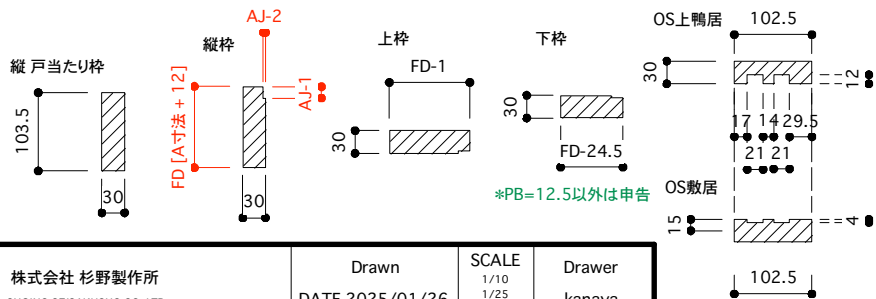 縦 戸当たり枠
103.5
30
縦枠
AJ-2
AJ-1
FD [A寸法 + 12]
30
上枠
FD-1
30
下枠
30
FD-24.5
*PB=12.5以外は申告
OS上鴨居
102.5
30
12
17 14 29.5
21 21
OS敷居
15
4
102.5
株式会社 杉野製作所
Drawn
DATE 2025/01/26
SCALE
1/10
1/25
Drawer
kanaya